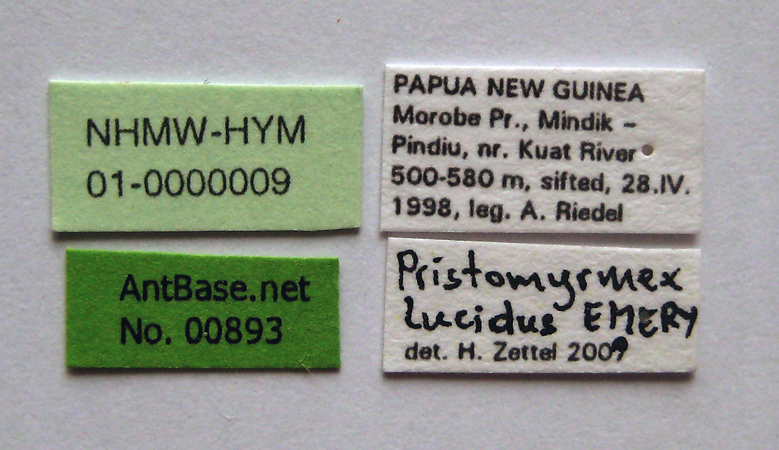 NHMW-HYM
01-0000009
PAPUA NEW GUINEA
Morobe Pr., Mindik –
Pindiu, nr. Kuat River
500-580 m, sifted, 28.IV.
1998, leg. A. Riedel
AntBase.net
No. 00893
Pristomyrmex
lucidus EMERY
det. H. Zettel 2009